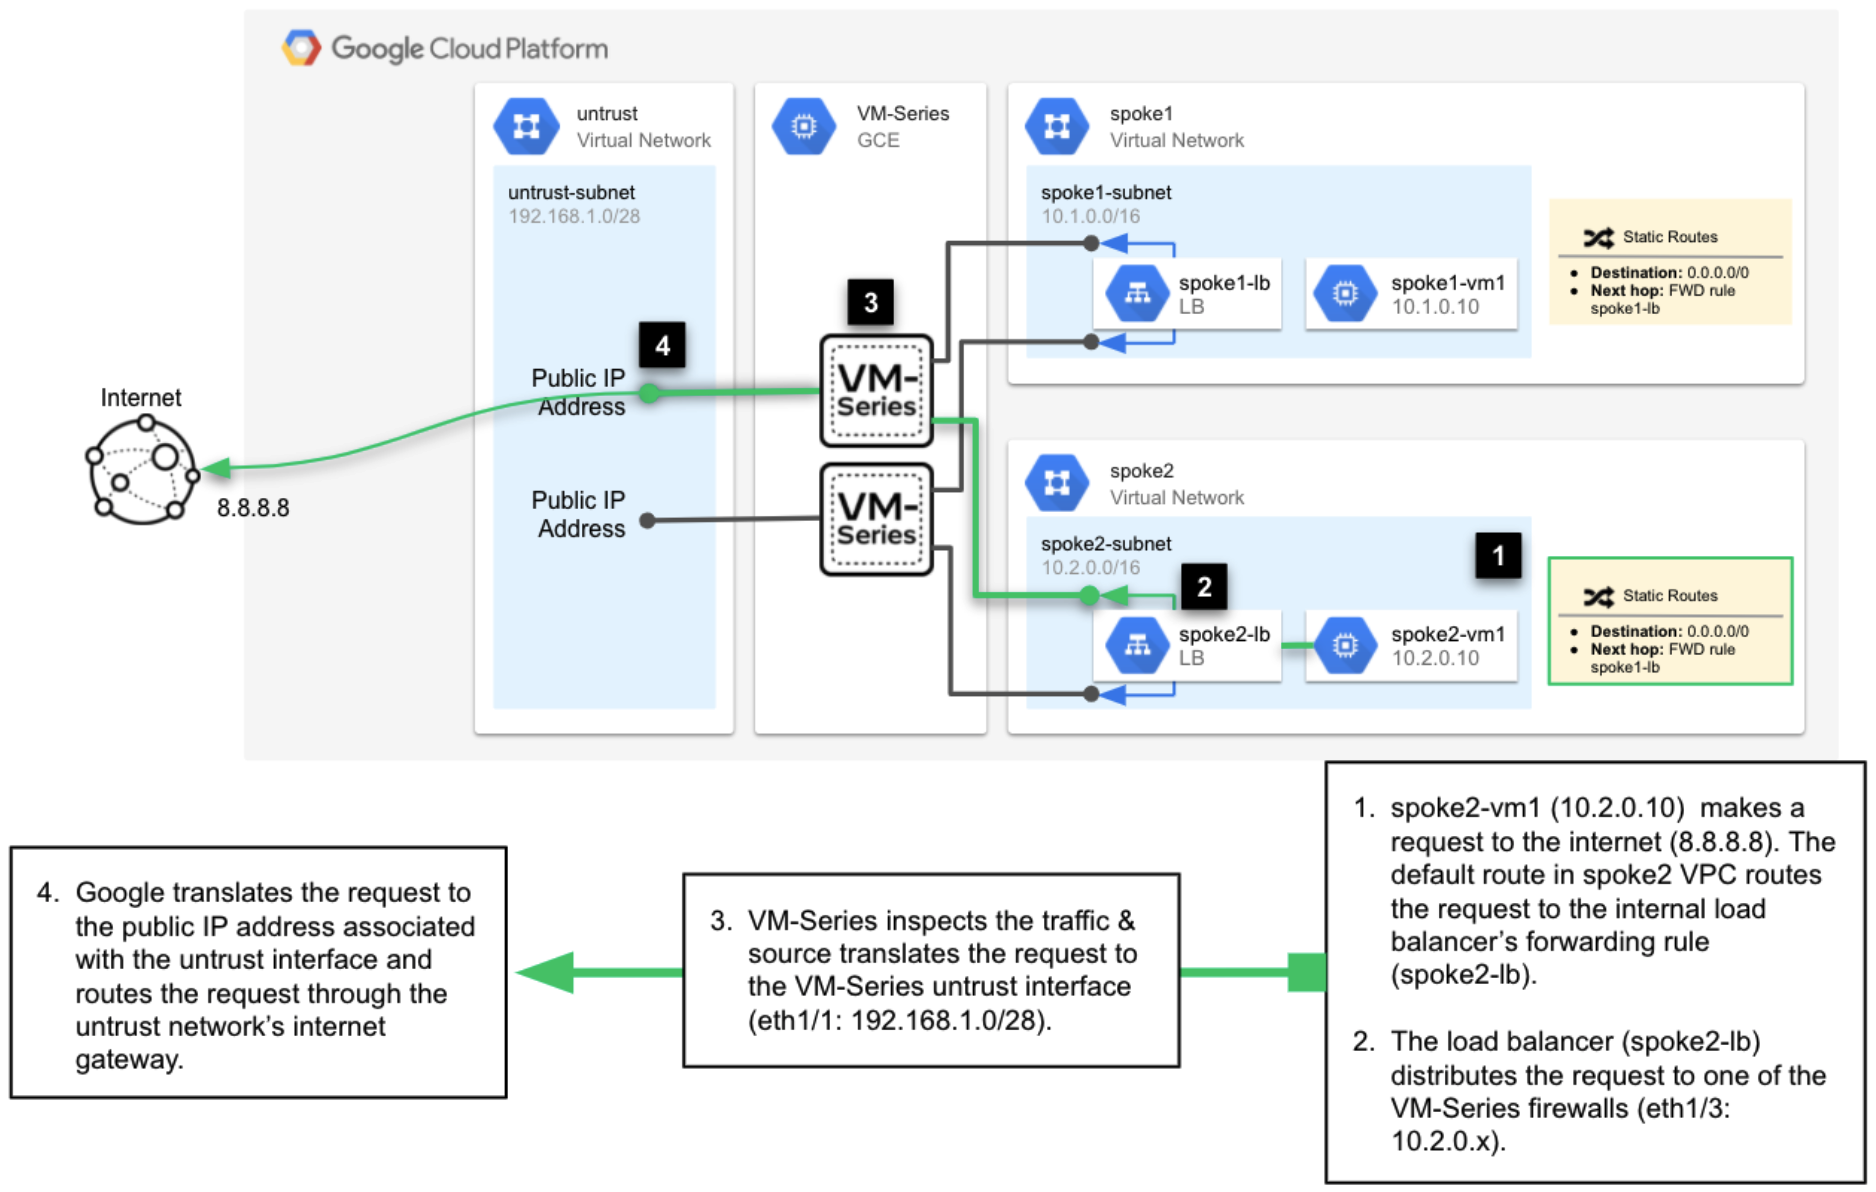 Google Cloud Platform
untrust
Virtual Network
untrust-subnet
192.168.1.0/28
VM-Series
GCE
spoke1
Virtual Network
spoke1-subnet
10.1.0.0/16
spoke1-lb
LB
spoke1-vm1
10.1.0.10
Static Routes
• Destination: 0.0.0.0/0
• Next hop: FWD rule
spoke1-lb
3
4
Public IP
Address
VM-
Series
Internet
8.8.8.8
Public IP
Address
VM-
Series
spoke2
Virtual Network
spoke2-subnet
10.2.0.0/16
1
2
spoke2-lb
LB
spoke2-vm1
10.2.0.10
Static Routes
• Destination: 0.0.0.0/0
• Next hop: FWD rule
spoke1-lb
1. spoke2-vm1 (10.2.0.10) makes a
request to the internet (8.8.8.8). The
default route in spoke2 VPC routes
the request to the internal load
balancer's forwarding rule
(spoke2-lb).
2. The load balancer (spoke2-lb)
distributes the request to one of the
VM-Series firewalls (eth1/3:
10.2.0.x).
3. VM-Series inspects the traffic &
source translates the request to
the VM-Series untrust interface
(eth1/1: 192.168.1.0/28).
4. Google translates the request to
the public IP address associated
with the untrust interface and
routes the request through the
untrust network's internet
gateway.